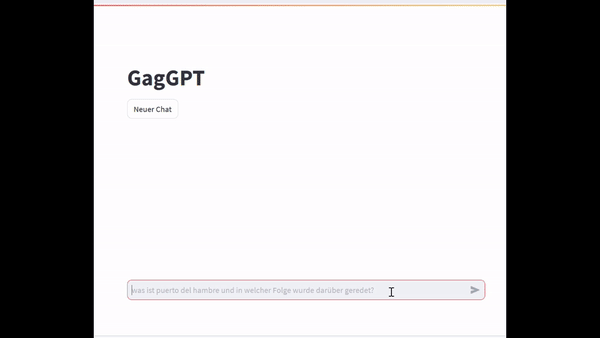 GagGPT
Neuer Chat
was ist puerto del hambre und in welcher Folge wurde darüber geredet?